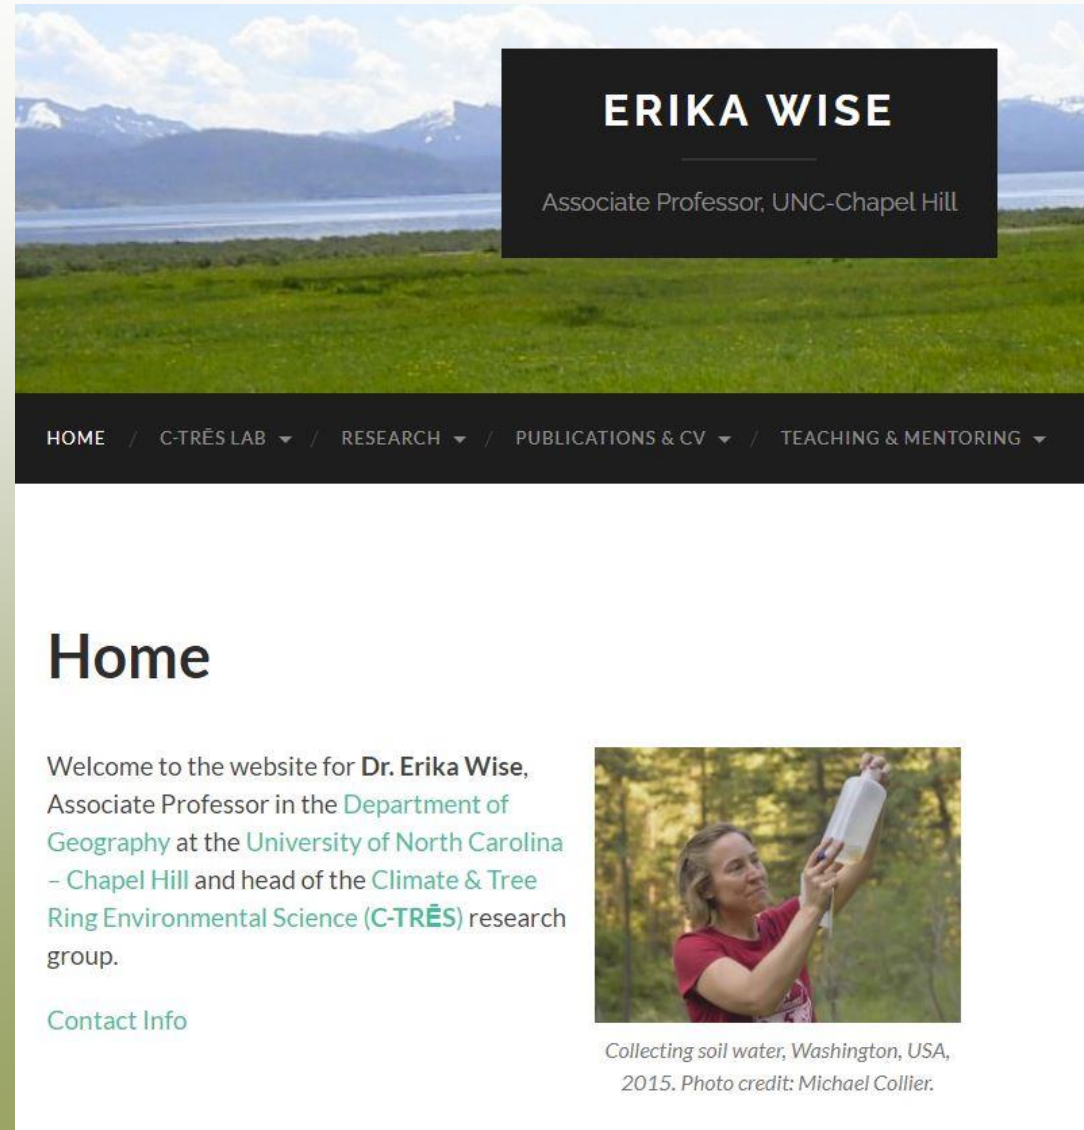 ERIKA WISE
Associate Professor, UNC-Chapel Hill
HOME / C-TRĒS LAB / RESEARCH / PUBLICATIONS & CV / TEACHING & MENTORING
Home
Welcome to the website for Dr. Erika Wise,
Associate Professor in the Department of
Geography at the University of North Carolina
– Chapel Hill and head of the Climate & Tree
Ring Environmental Science (C-TRĒS) research
group.
Contact Info
Collecting soil water, Washington, USA,
2015. Photo credit: Michael Collier.